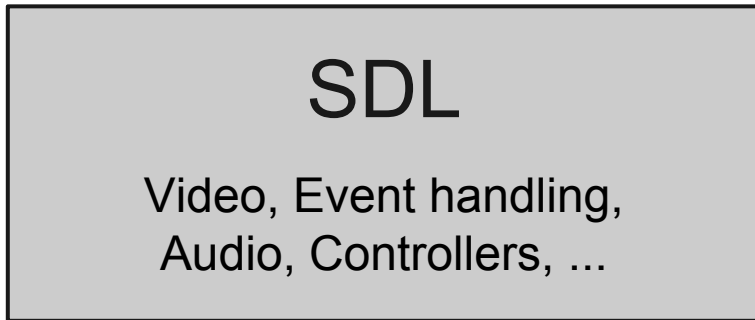 SDL
Video, Event handling,
Audio, Controllers, ...